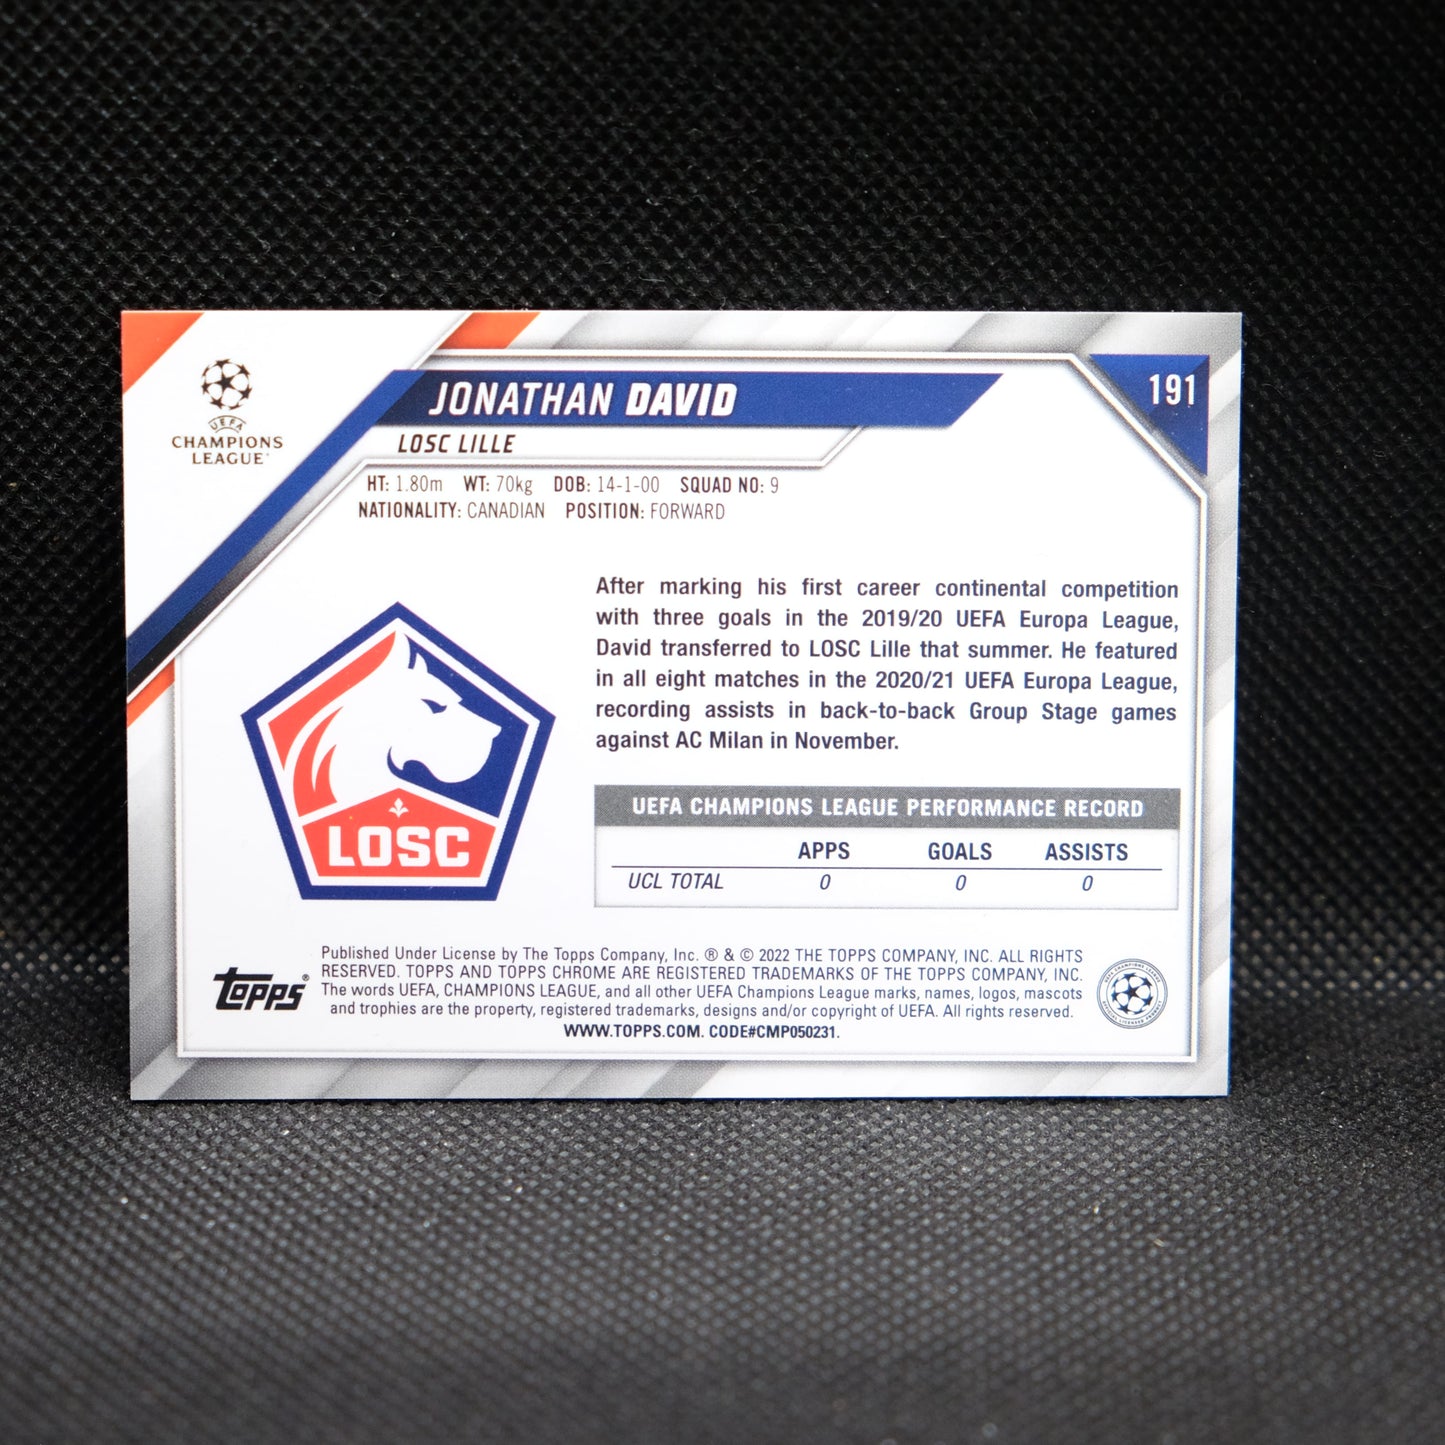 UEFA
CHAMPIONS
LEAGUE
JONATHAN DAVID
191
LOSC LILLE
HT: 1.80m WT: 70kg DOB: 14-1-00 SQUAD NO: 9
NATIONALITY: CANADIAN POSITION: FORWARD
After marking his first career continental competition
with three goals in the 2019/20 UEFA Europa League,
David transferred to LOSC Lille that summer. He featured
in all eight matches in the 2020/21 UEFA Europa League,
recording assists in back-to-back Group Stage games
against AC Milan in November.
LOSC
UEFA CHAMPIONS LEAGUE PERFORMANCE RECORD
APPS GOALS ASSISTS
UCL TOTAL 0 0 0
Topps®
Published Under License by The Topps Company, Inc. ® & © 2022 THE TOPPS COMPANY, INC. ALL RIGHTS
RESERVED. TOPPS AND TOPPS CHROME ARE REGISTERED TRADEMARKS OF THE TOPPS COMPANY, INC.
The words UEFA, CHAMPIONS LEAGUE, and all other UEFA Champions League marks, names, logos, mascots
and trophies are the property, registered trademarks, designs and/or copyright of UEFA. All rights reserved.
WWW.TOPPS.COM. CODE#CMP050231.
UEFA CHAMPIONS LEAGUE
OFFICIAL LICENSED PRODUCT